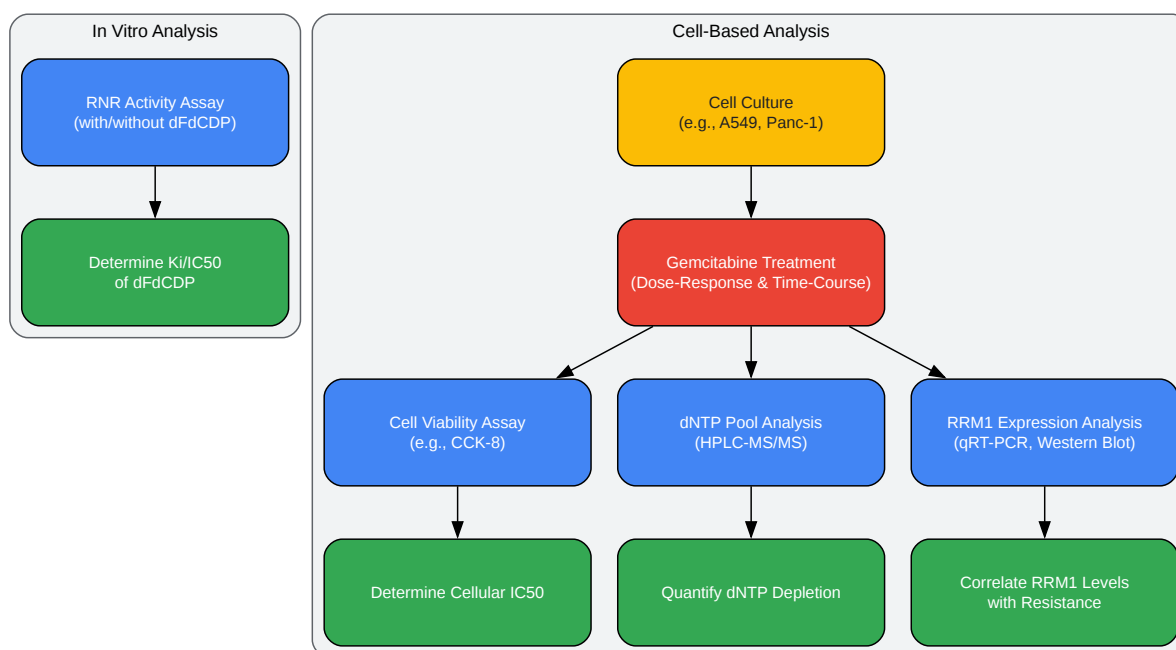 In Vitro Analysis
RNR Activity Assay
(with/without dFdCDP)
Determine Ki/IC50
of dFdCDP
Cell-Based Analysis
Cell Culture
(e.g., A549, Panc-1)
Gemcitabine Treatment
(Dose-Response & Time-Course)
Cell Viability Assay
(e.g., CCK-8)
dNTP Pool Analysis
(HPLC-MS/MS)
RRM1 Expression Analysis
(qRT-PCR, Western Blot)
Determine Cellular IC50
Quantify dNTP Depletion
Correlate RRM1 Levels
with Resistance